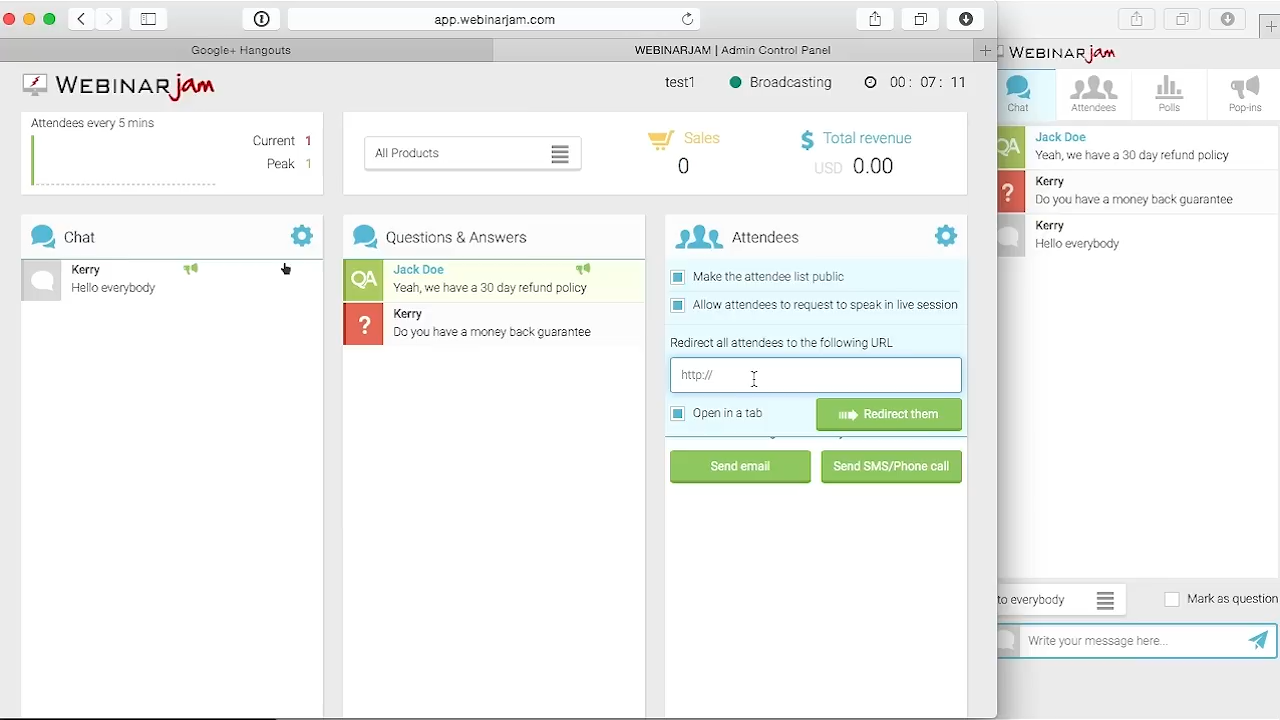 app.webinarjam.com
Google+ Hangouts
WEBINARJAM | Admin Control Panel
WEBINARjam
test1
Broadcasting
00: 07: 11
Attendees every 5 mins
Current 1
Peak 1
All Products
Sales
0
Total revenue
USD 0.00
Chat
Kerry
Hello everybody
Questions & Answers
QA
Jack Doe
Yeah, we have a 30 day refund policy
?
Kerry
Do you have a money back guarantee
Attendees
Make the attendee list public
Allow attendees to request to speak in live session
Redirect all attendees to the following URL
http://
Open in a tab
Redirect them
Send email
Send SMS/Phone call
WEBINARjam
Chat
Attendees
Polls
Pop-ins
QA
Jack Doe
Yeah, we have a 30 day refund policy
?
Kerry
Do you have a money back guarantee
Kerry
Hello everybody
to everybody
Mark as question
Write your message here...